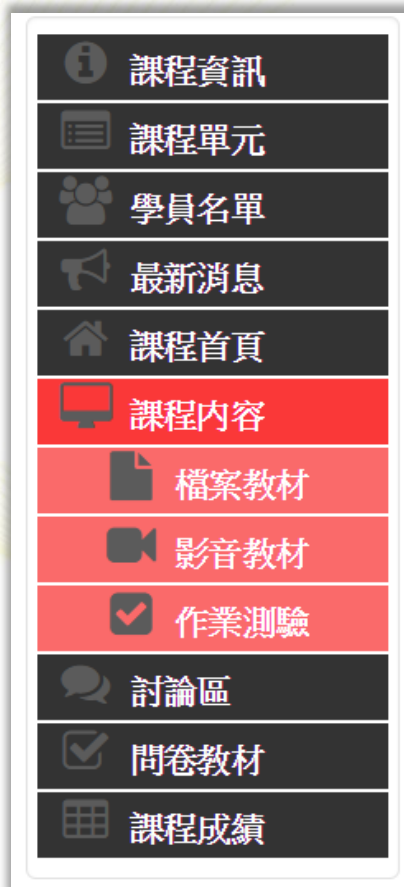 課程資訊
課程單元
學員名單
最新消息
課程首頁
課程內容
檔案教材
影音教材
作業測驗
討論區
問卷教材
課程成績